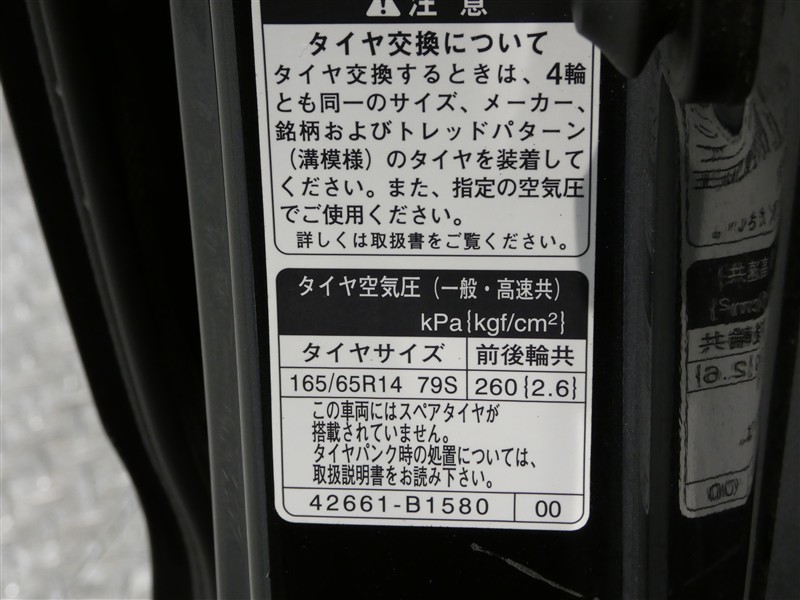 注意
タイヤ交換について
タイヤ交換するときは、4輪
とも同一のサイズ、メーカー、
銘柄およびトレッドパターン
（溝模様）のタイヤを装着して
ください。また、指定の空気圧
でご使用ください。
詳しくは取扱書をご覧ください。
タイヤ空気圧（一般・高速共）
kPa{kgf/cm²}
タイヤサイズ 前後輪共
165/65R14 79S 260{2.6}
この車両にはスペアタイヤが
搭載されていません。
タイヤパンク時の処置については、
取扱説明書をお読み下さい。
42661-B1580 00